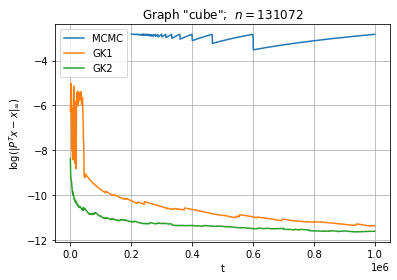 Graph "cube"; n = 131072
MCMC
GK1
GK2
−4
−6
−8
−10
−12
log(||P^T x − x|∞)
0.0
0.2
0.4
0.6
0.8
1.0
1e6
t